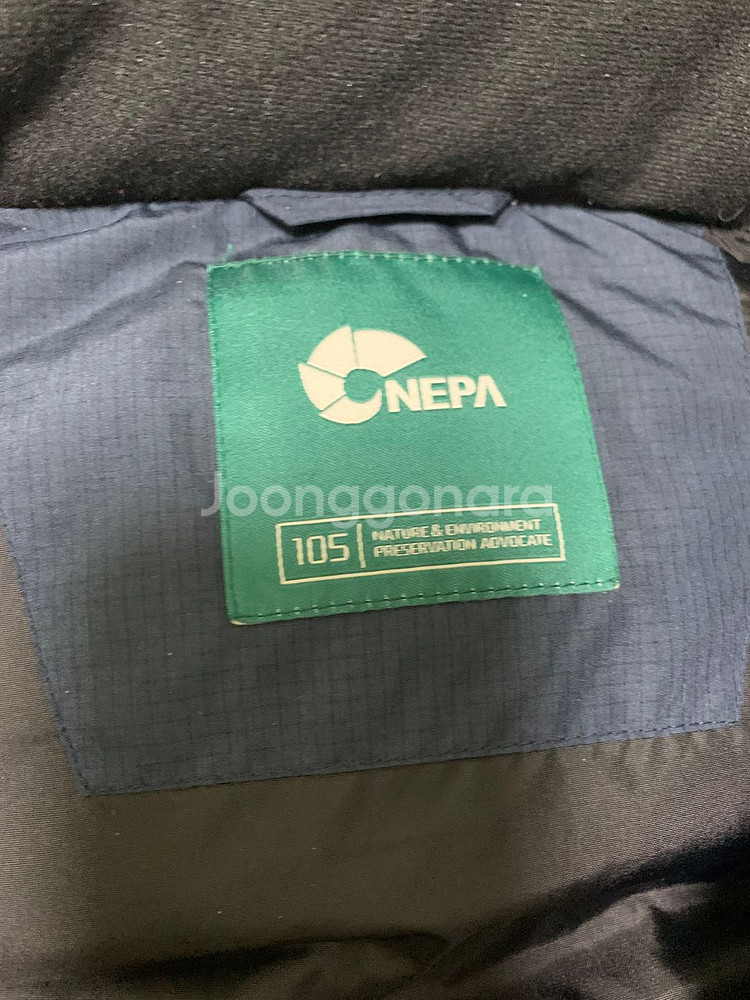 NEPA
Joonggonara
105
NATURE & ENVIRONMENT
PRESERVATION ADVOCATE